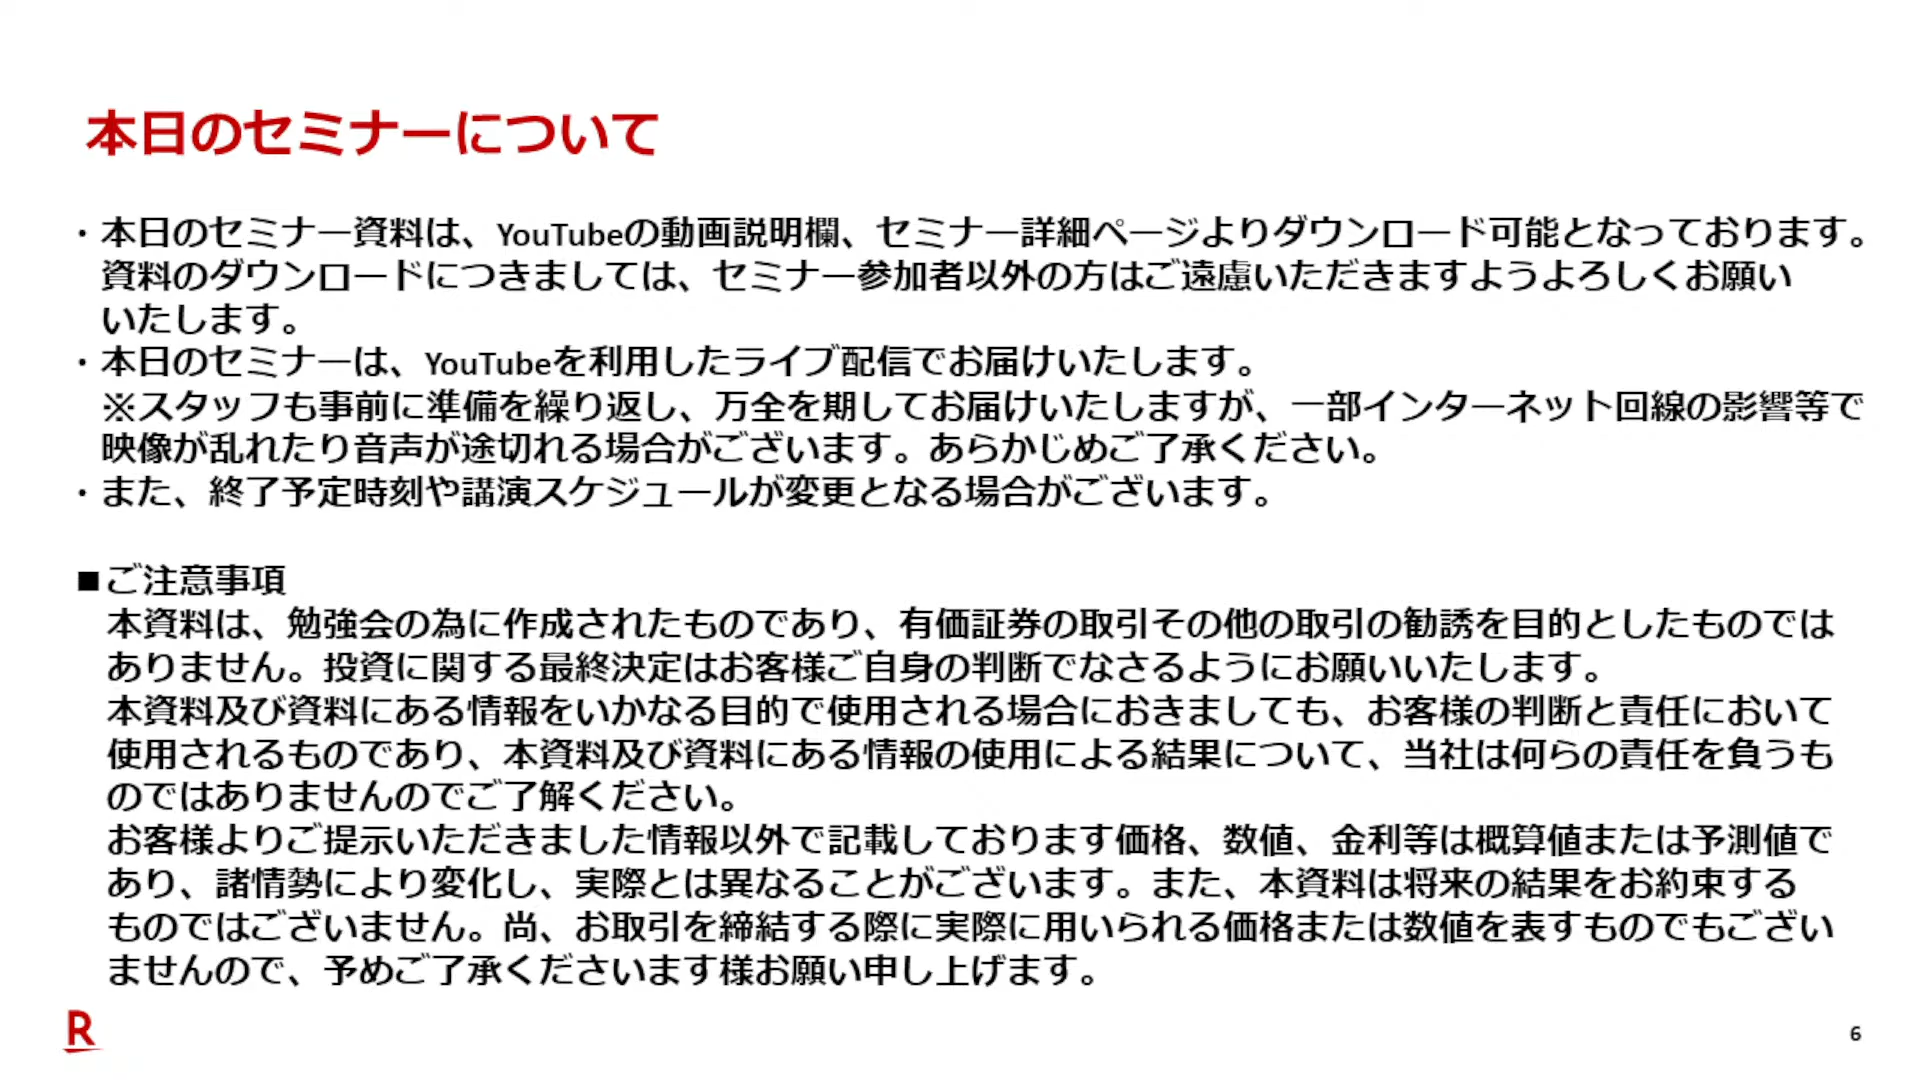 本日のセミナーについて
・本日のセミナー資料は、YouTubeの動画説明欄、セミナー詳細ページよりダウンロード可能となっております。
資料のダウンロードにつきましては、セミナー参加者以外の方はご遠慮いただきますようよろしくお願い
いたします。
・本日のセミナーは、YouTubeを利用したライブ配信でお届けいたします。
※スタッフも事前に準備を繰り返し、万全を期してお届けいたしますが、一部インターネット回線の影響等で
映像が乱れたり音声が途切れる場合がございます。あらかじめご了承ください。
・また、終了予定時刻や講演スケジュールが変更となる場合がございます。
■ご注意事項
本資料は、勉強会の為に作成されたものであり、有価証券の取引その他の取引の勧誘を目的としたものでは
ありません。投資に関する最終決定はお客様ご自身の判断でなさるようにお願いいたします。
本資料及び資料にある情報をいかなる目的で使用される場合におきましても、お客様の判断と責任において
使用されるものであり、本資料及び資料にある情報の使用による結果について、当社は何らの責任を負うも
のではありませんのでご了解ください。
お客様よりご提示いただきました情報以外で記載しております価格、数値、金利等は概算値または予測値で
あり、諸情勢により変化し、実際とは異なることがございます。また、本資料は将来の結果をお約束する
ものではございません。尚、お取引を締結する際に実際に用いられる価格または数値を表すものでもござい
ませんので、予めご了承くださいます様お願い申し上げます。
R
6